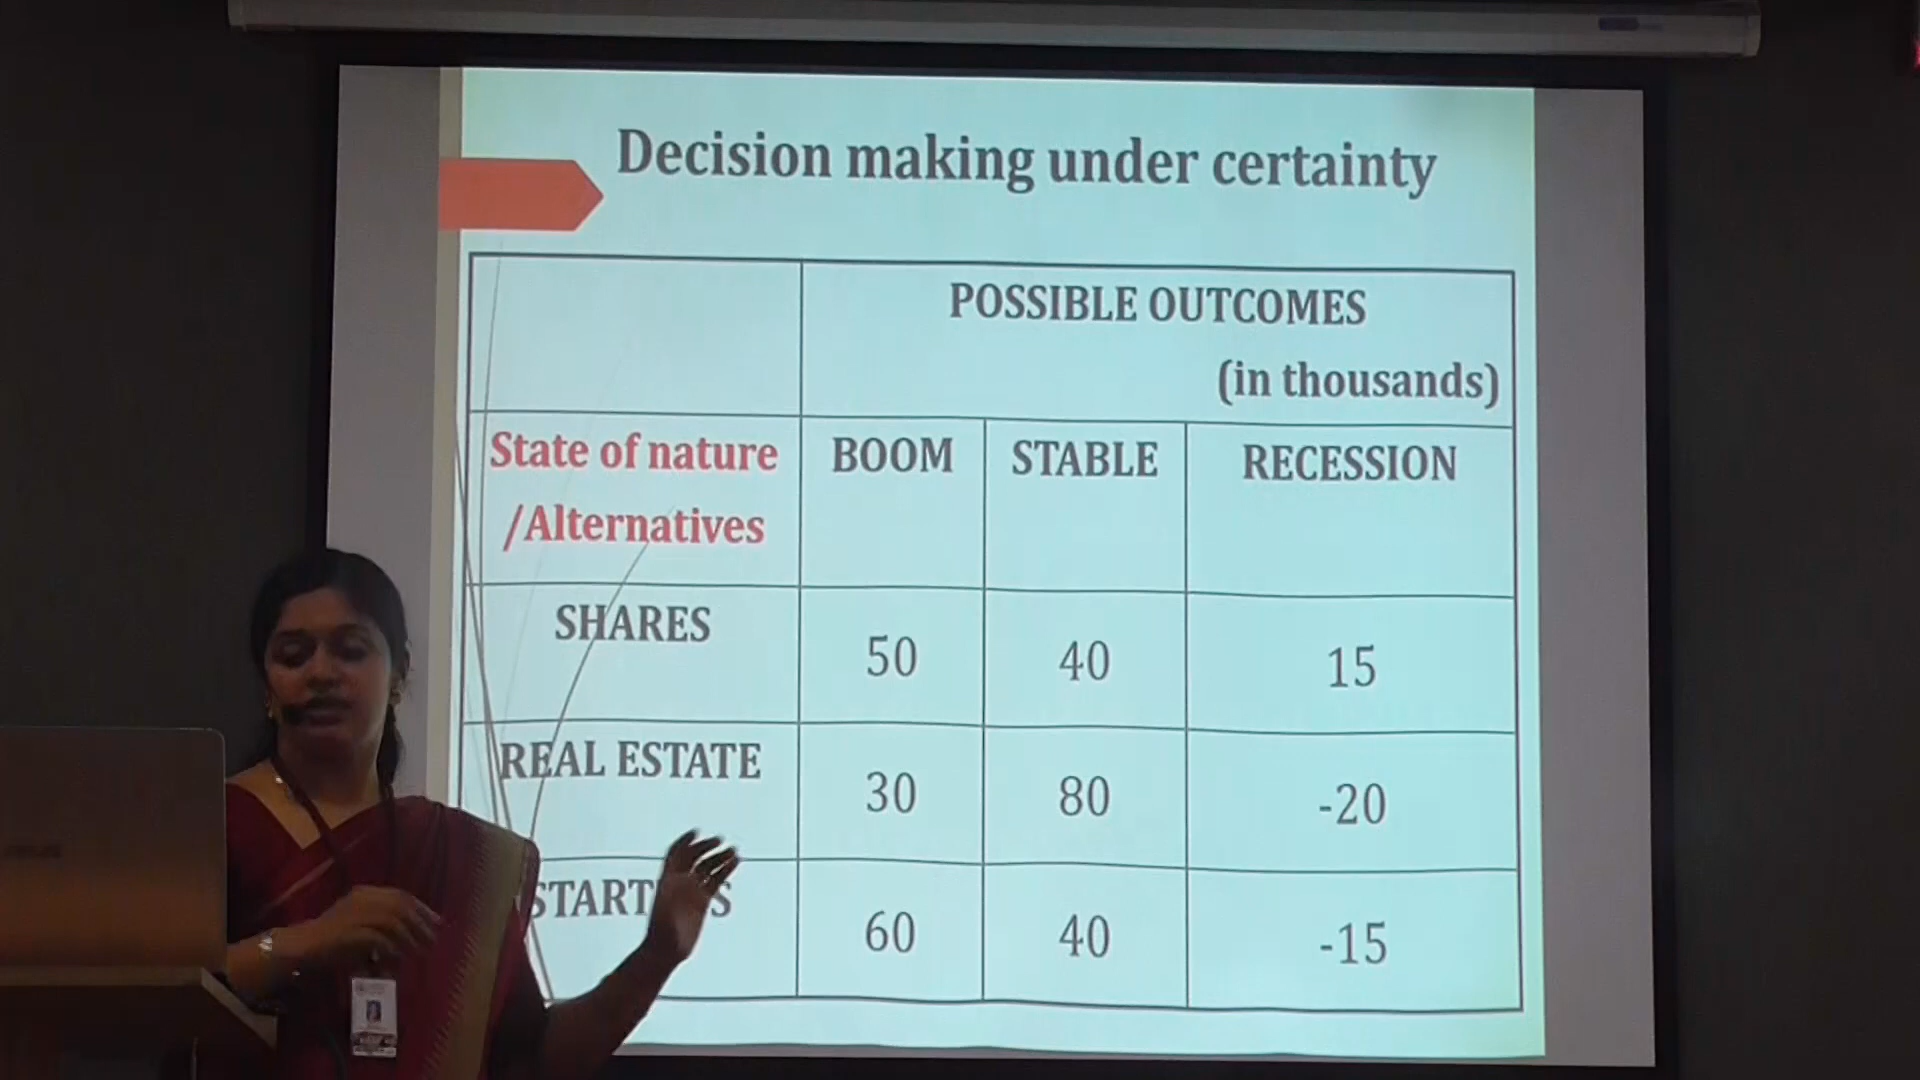 Decision making under certainty
POSSIBLE OUTCOMES
(in thousands)
State of nature
/Alternatives
BOOM
STABLE
RECESSION
SHARES
50
40
15
REAL ESTATE
30
80
-20
60
40
-15